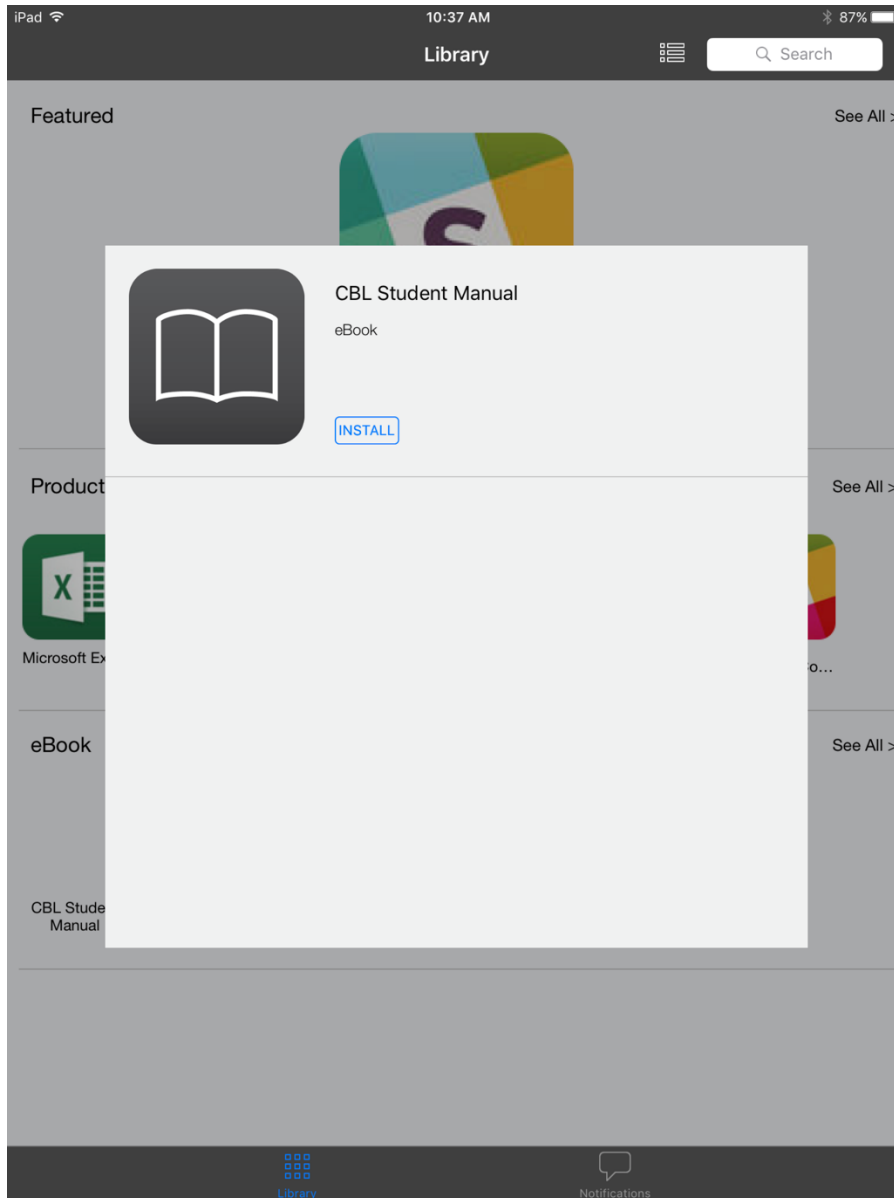 iPad 10:37 AM 87%
Library Search
Featured See All >
S
CBL Student Manual
eBook
INSTALL
Product See All >
X
Microsoft Ex
o...
eBook See All >
CBL Stude
Manual
Library Notifications